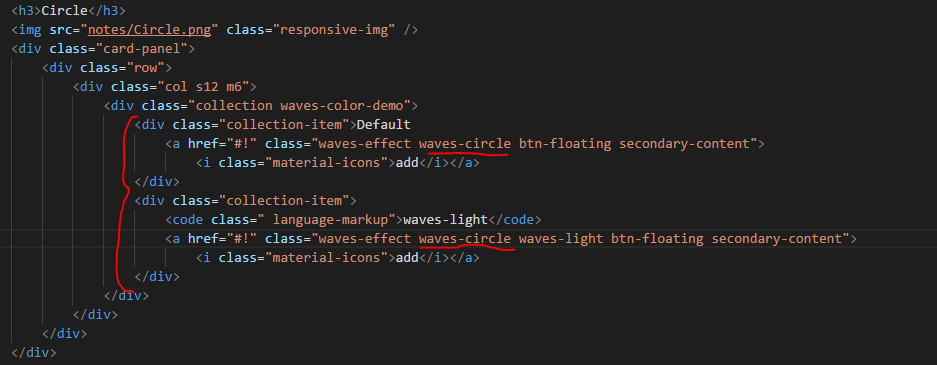 <h3>Circle</h3>
<img src="notes/Circle.png" class="responsive-img" />
<div class="card-panel">
<div class="row">
<div class="col s12 m6">
<div class="collection waves-color-demo">
<div class="collection-item">Default
<a href="#!" class="waves-effect waves-circle btn-floating secondary-content">
<i class="material-icons">add</i></a>
</div>
<div class="collection-item">
<code class=" language-markup">waves-light</code>
<a href="#!" class="waves-effect waves-circle waves-light btn-floating secondary-content">
<i class="material-icons">add</i></a>
</div>
</div>
</div>
</div>
</div>